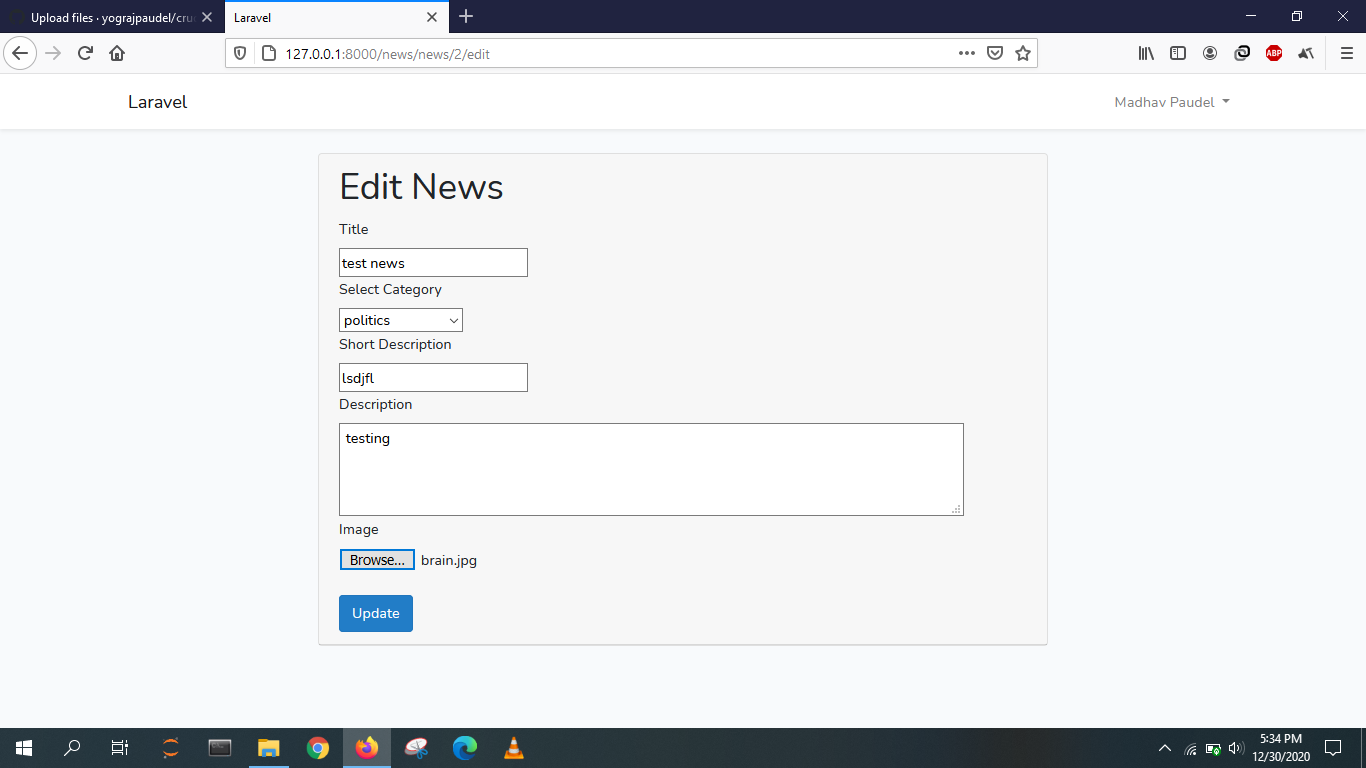 Upload files · yograjpaudel/cru
Laravel
127.0.0.1:8000/news/news/2/edit
ABP
Laravel
Madhav Paudel
Edit News
Title
test news
Select Category
politics
Short Description
lsdjfl
Description
testing
Image
Browse... brain.jpg
Update
5:34 PM
12/30/2020